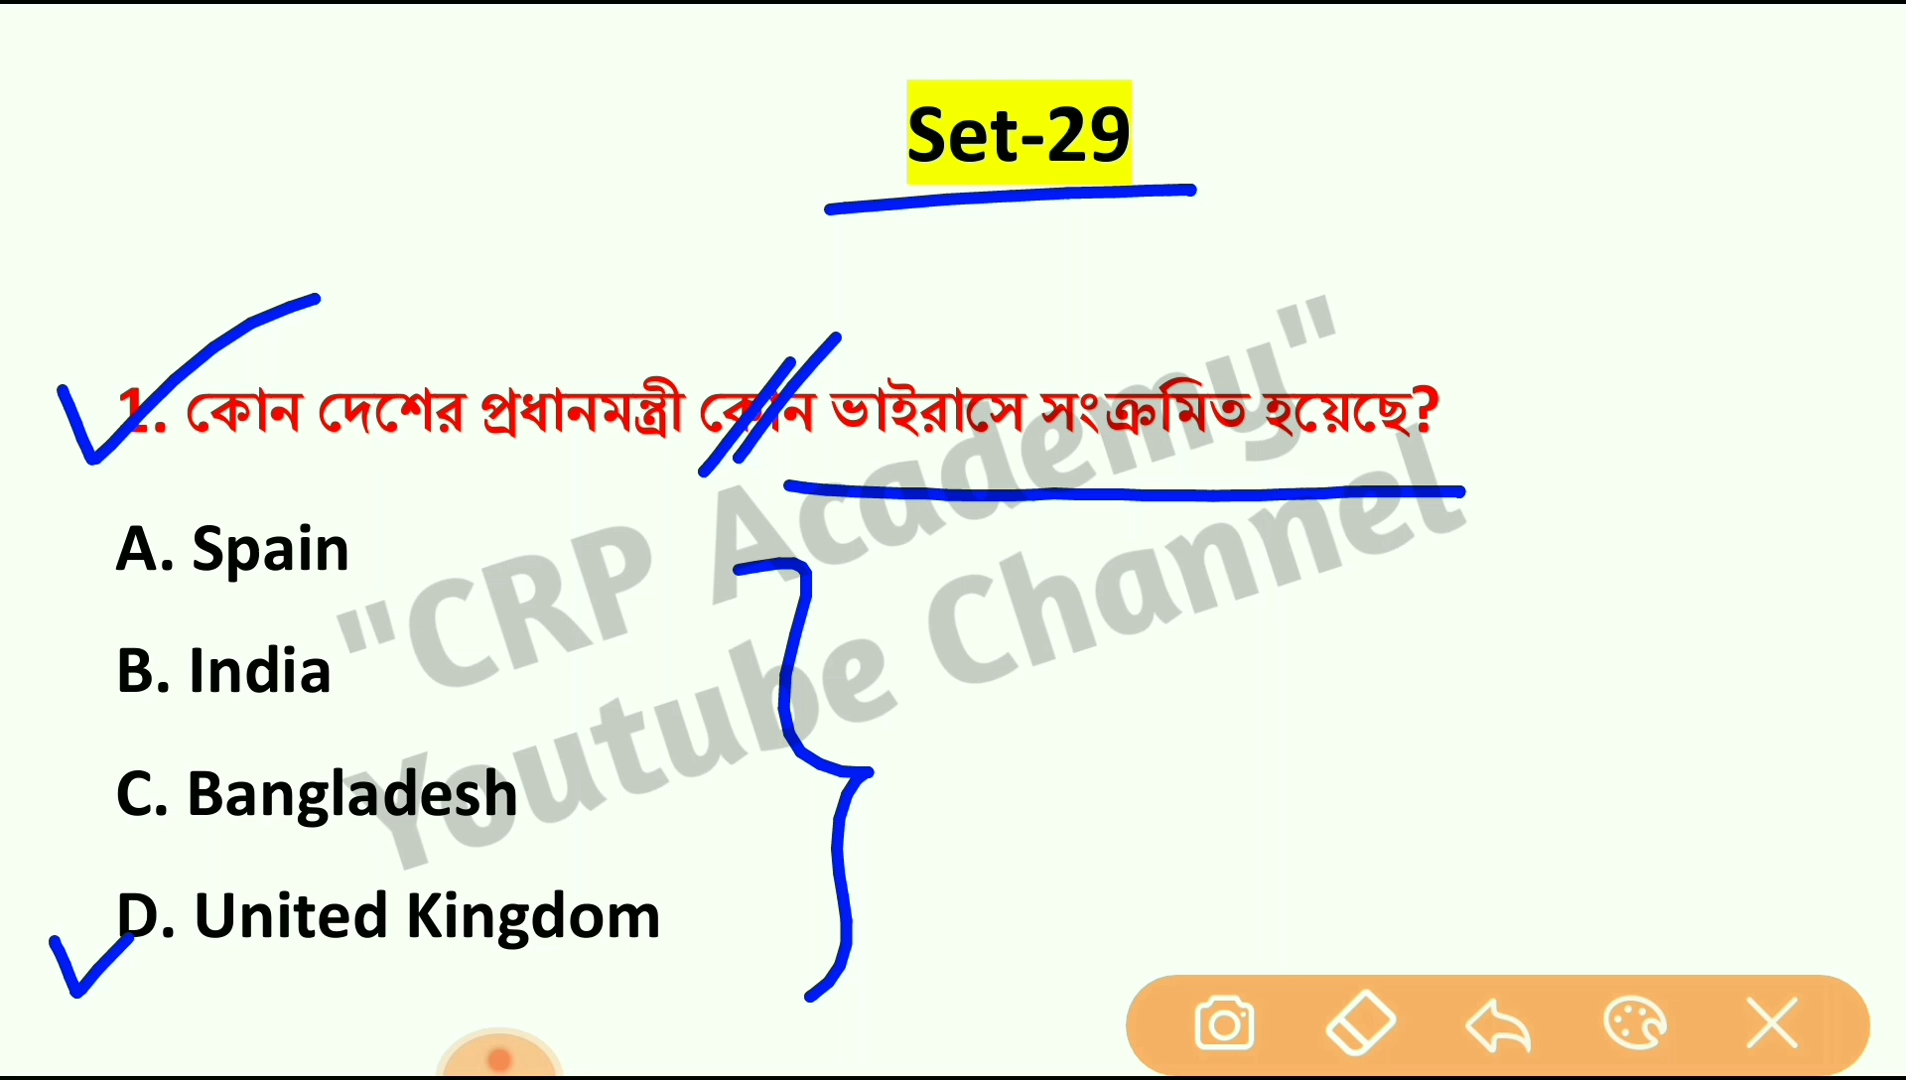 Set-29
1. কোন দেশের প্রধানমন্ত্রী কোন ভাইরাসে সংক্রমিত হয়েছে?
A. Spain
B. India
C. Bangladesh
D. United Kingdom
"CRP Academy"
Youtube Channel